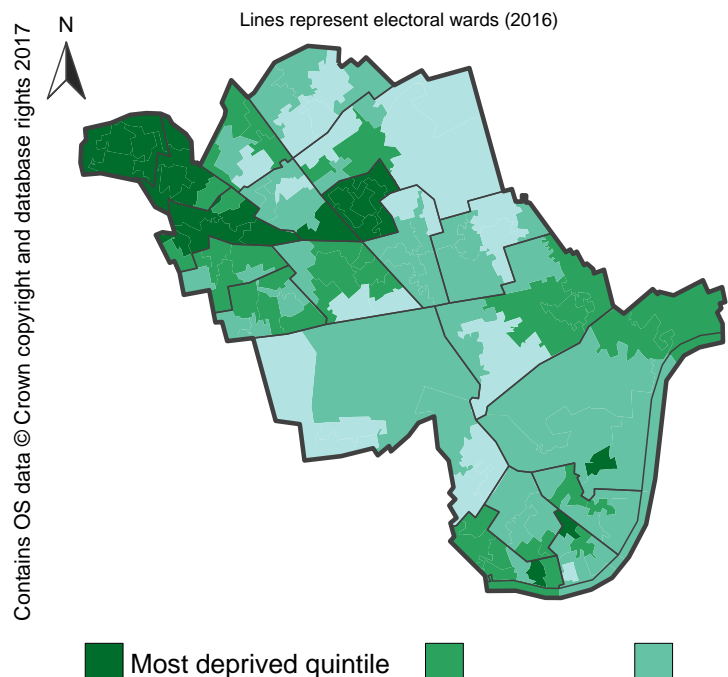 Lines represent electoral wards (2016)
N
Contains OS data © Crown copyright and database rights 2017
Most deprived quintile